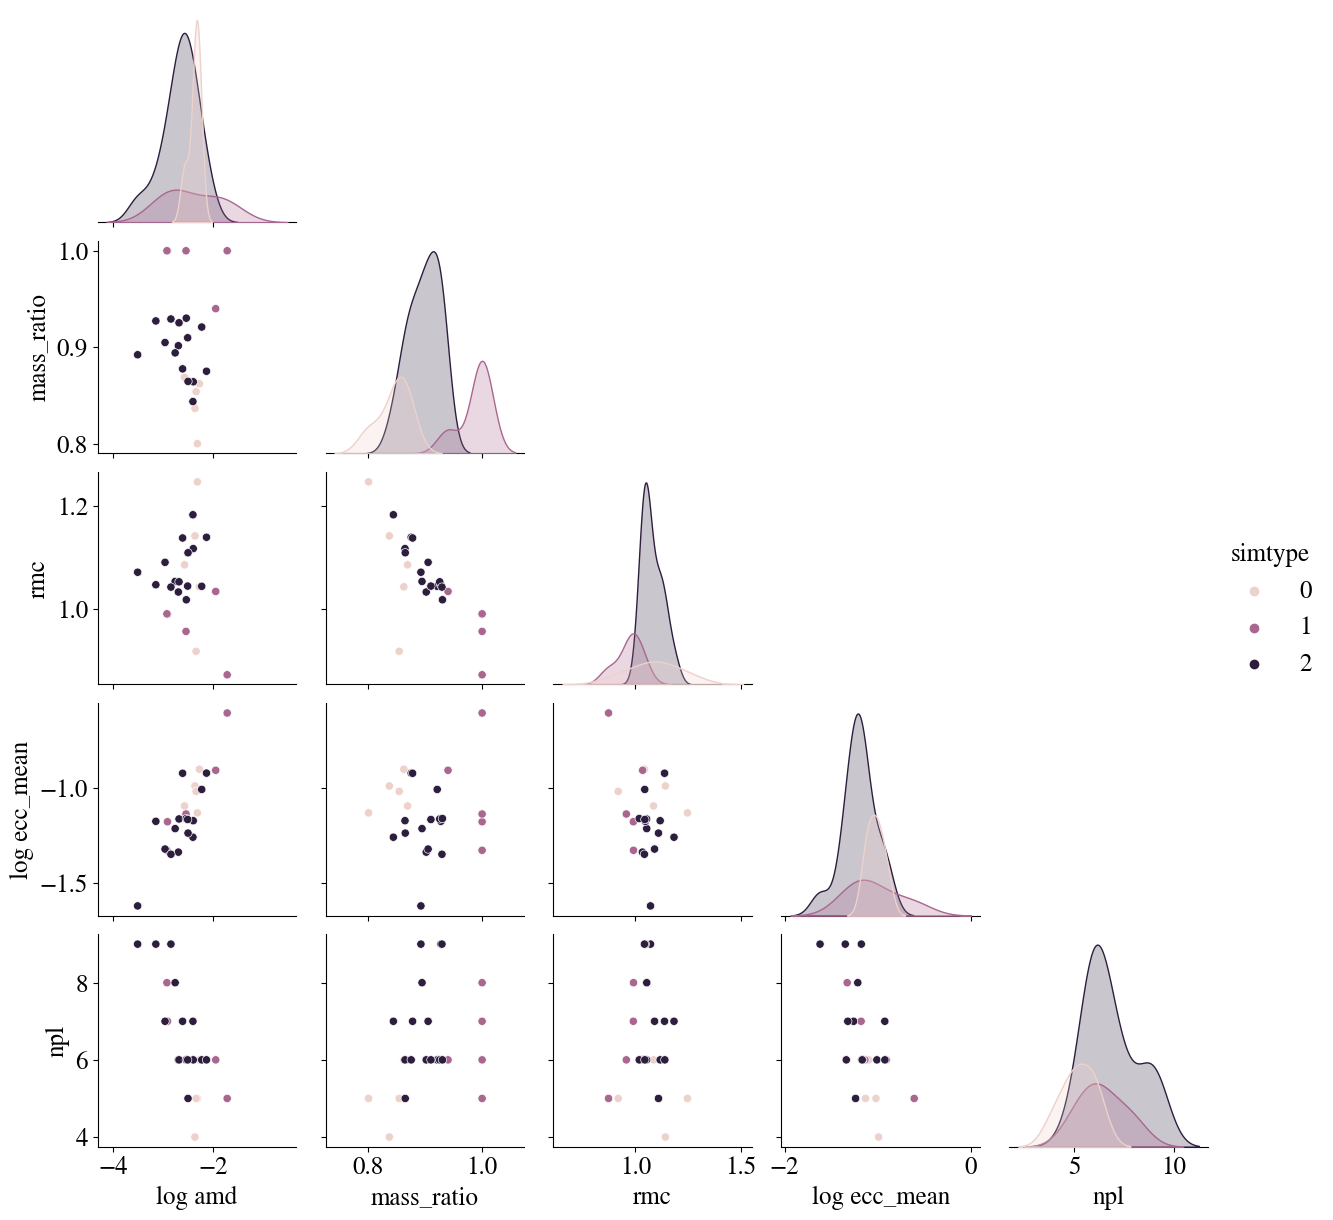 1.0
0.9
0.8
mass_ratio
1.2
1.0
rmc
simtype
0
1
2
−1.0
−1.5
log ecc_mean
8
6
4
npl
−4 −2 0.8 1.0 1.0 1.5 −2 0 5 10
log amd mass_ratio rmc log ecc_mean npl